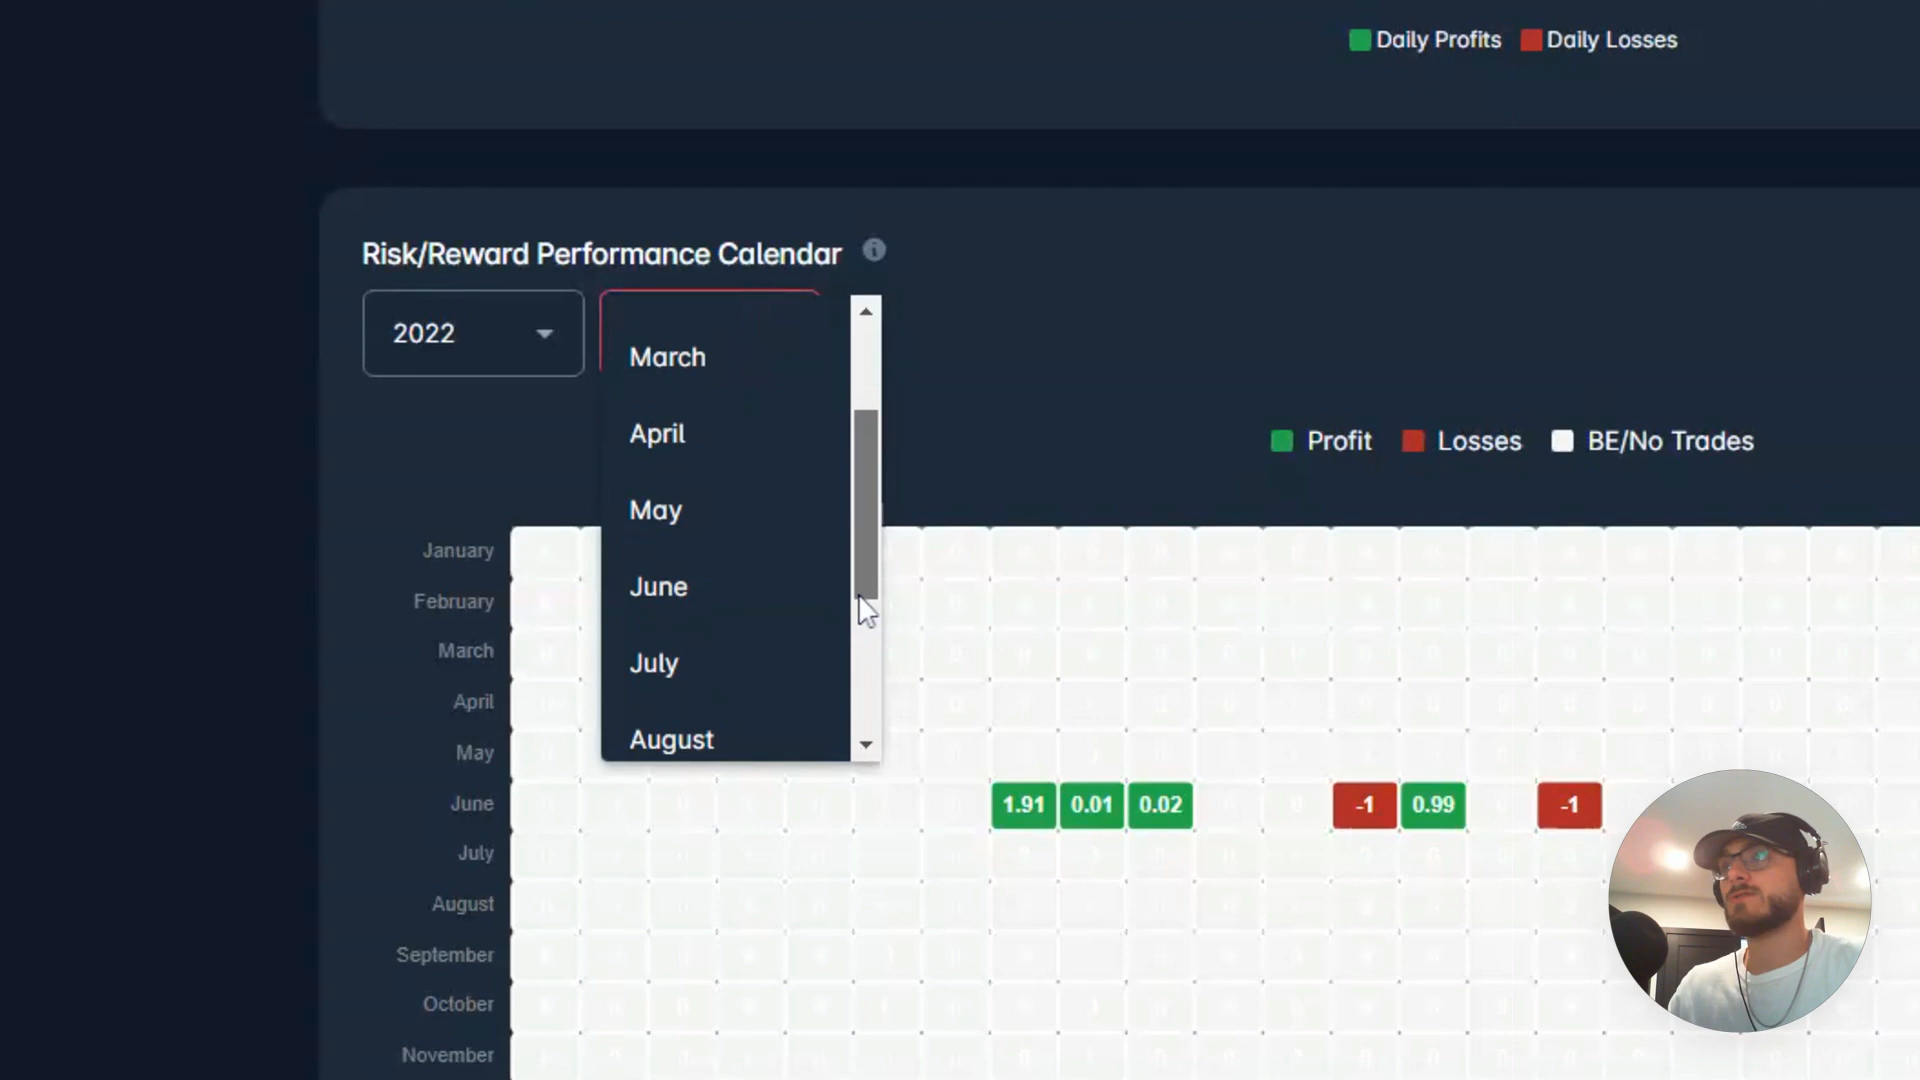 Daily Profits Daily Losses
Risk/Reward Performance Calendar
2022
March
April
May
June
July
August
Profit Losses BE/No Trades
January
February
March
April
May
June 1.91 0.01 0.02 -1 0.99 -1
July
August
September
October
November